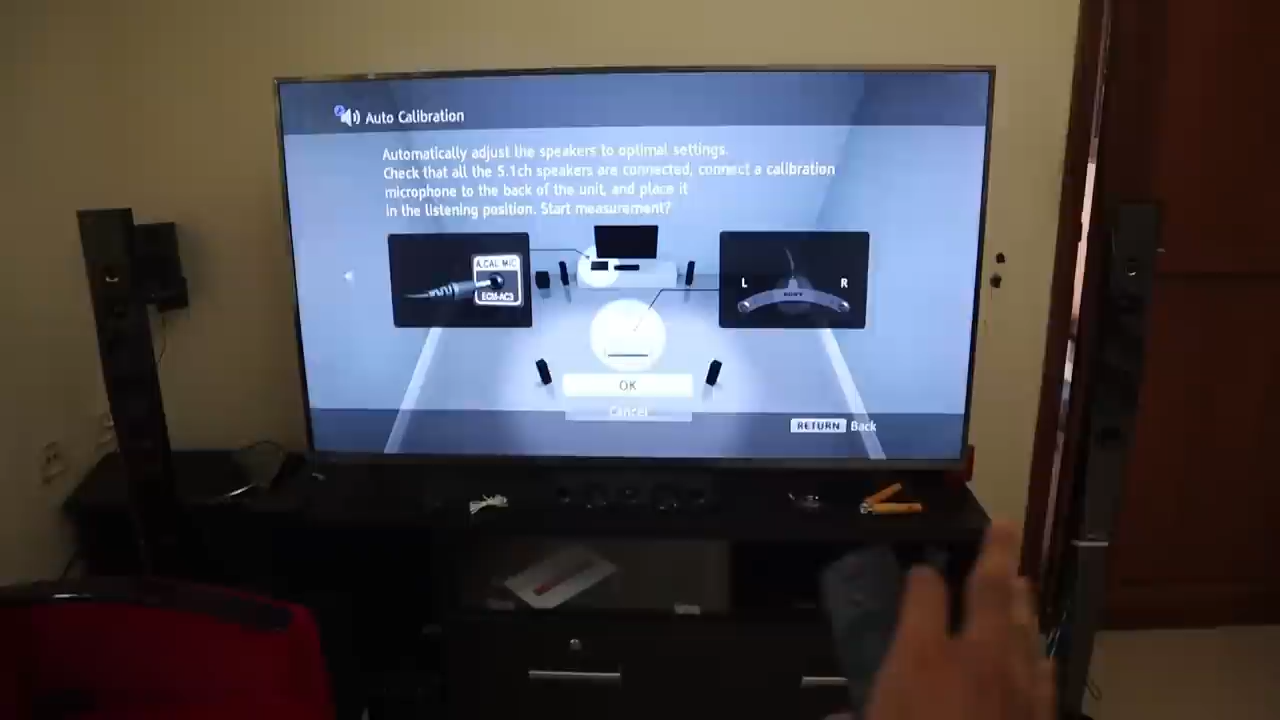 Auto Calibration
Automatically adjust the speakers to optimal settings.
Check that all the 5.1ch speakers are connected, connect a calibration
microphone to the back of the unit, and place it
in the listening position. Start measurement?
A.CAL MIC
ECM-AC3
L
R
SONY
OK
Cancel
RETURN Back